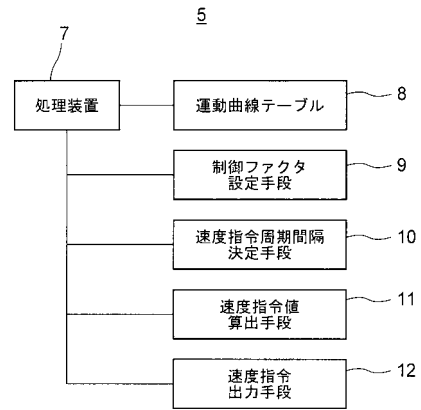 5
7
処理装置
運動曲線テーブル
8
制御ファクタ
設定手段
9
速度指令周期間隔
決定手段
10
速度指令値
算出手段
11
速度指令
出力手段
12